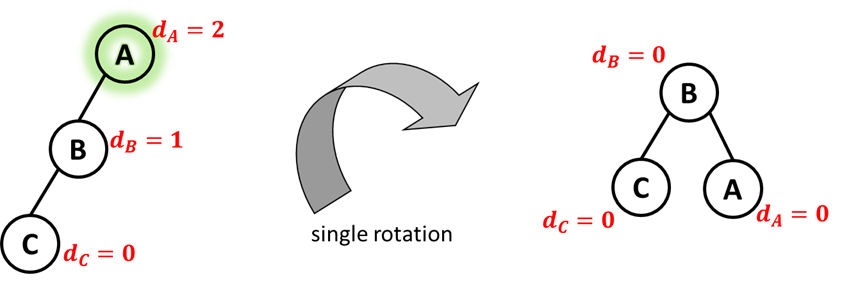 A
d_A = 2
B
d_B = 1
C
d_C = 0
single rotation
d_B = 0
B
C
A
d_C = 0
d_A = 0